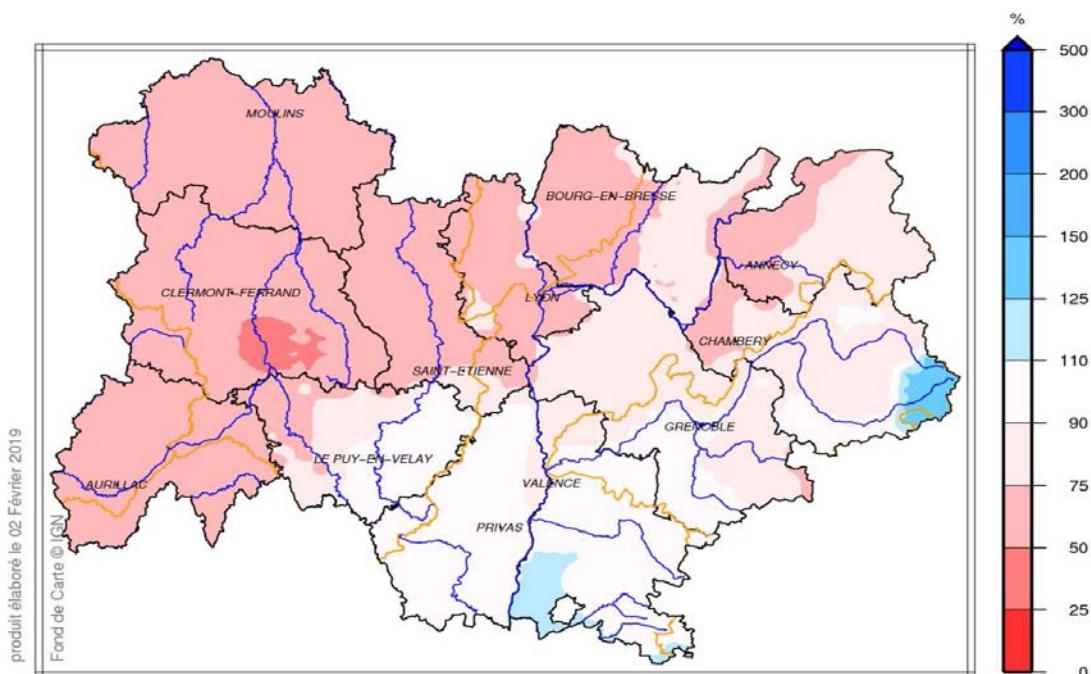 %
500
300
200
150
125
110
90
75
50
25
0
MOULINS
BOURG-EN-BRESSE
CLERMONT-FERRAND
ANNECY
LYON
CHAMBERY
SAINT-ETIENNE
GRENOBLE
LE PUY-EN-VELAY
AURILLAC
VALENCE
PRIVAS
produit élaboré le 02 Février 2019
Fond de Carte © IGN